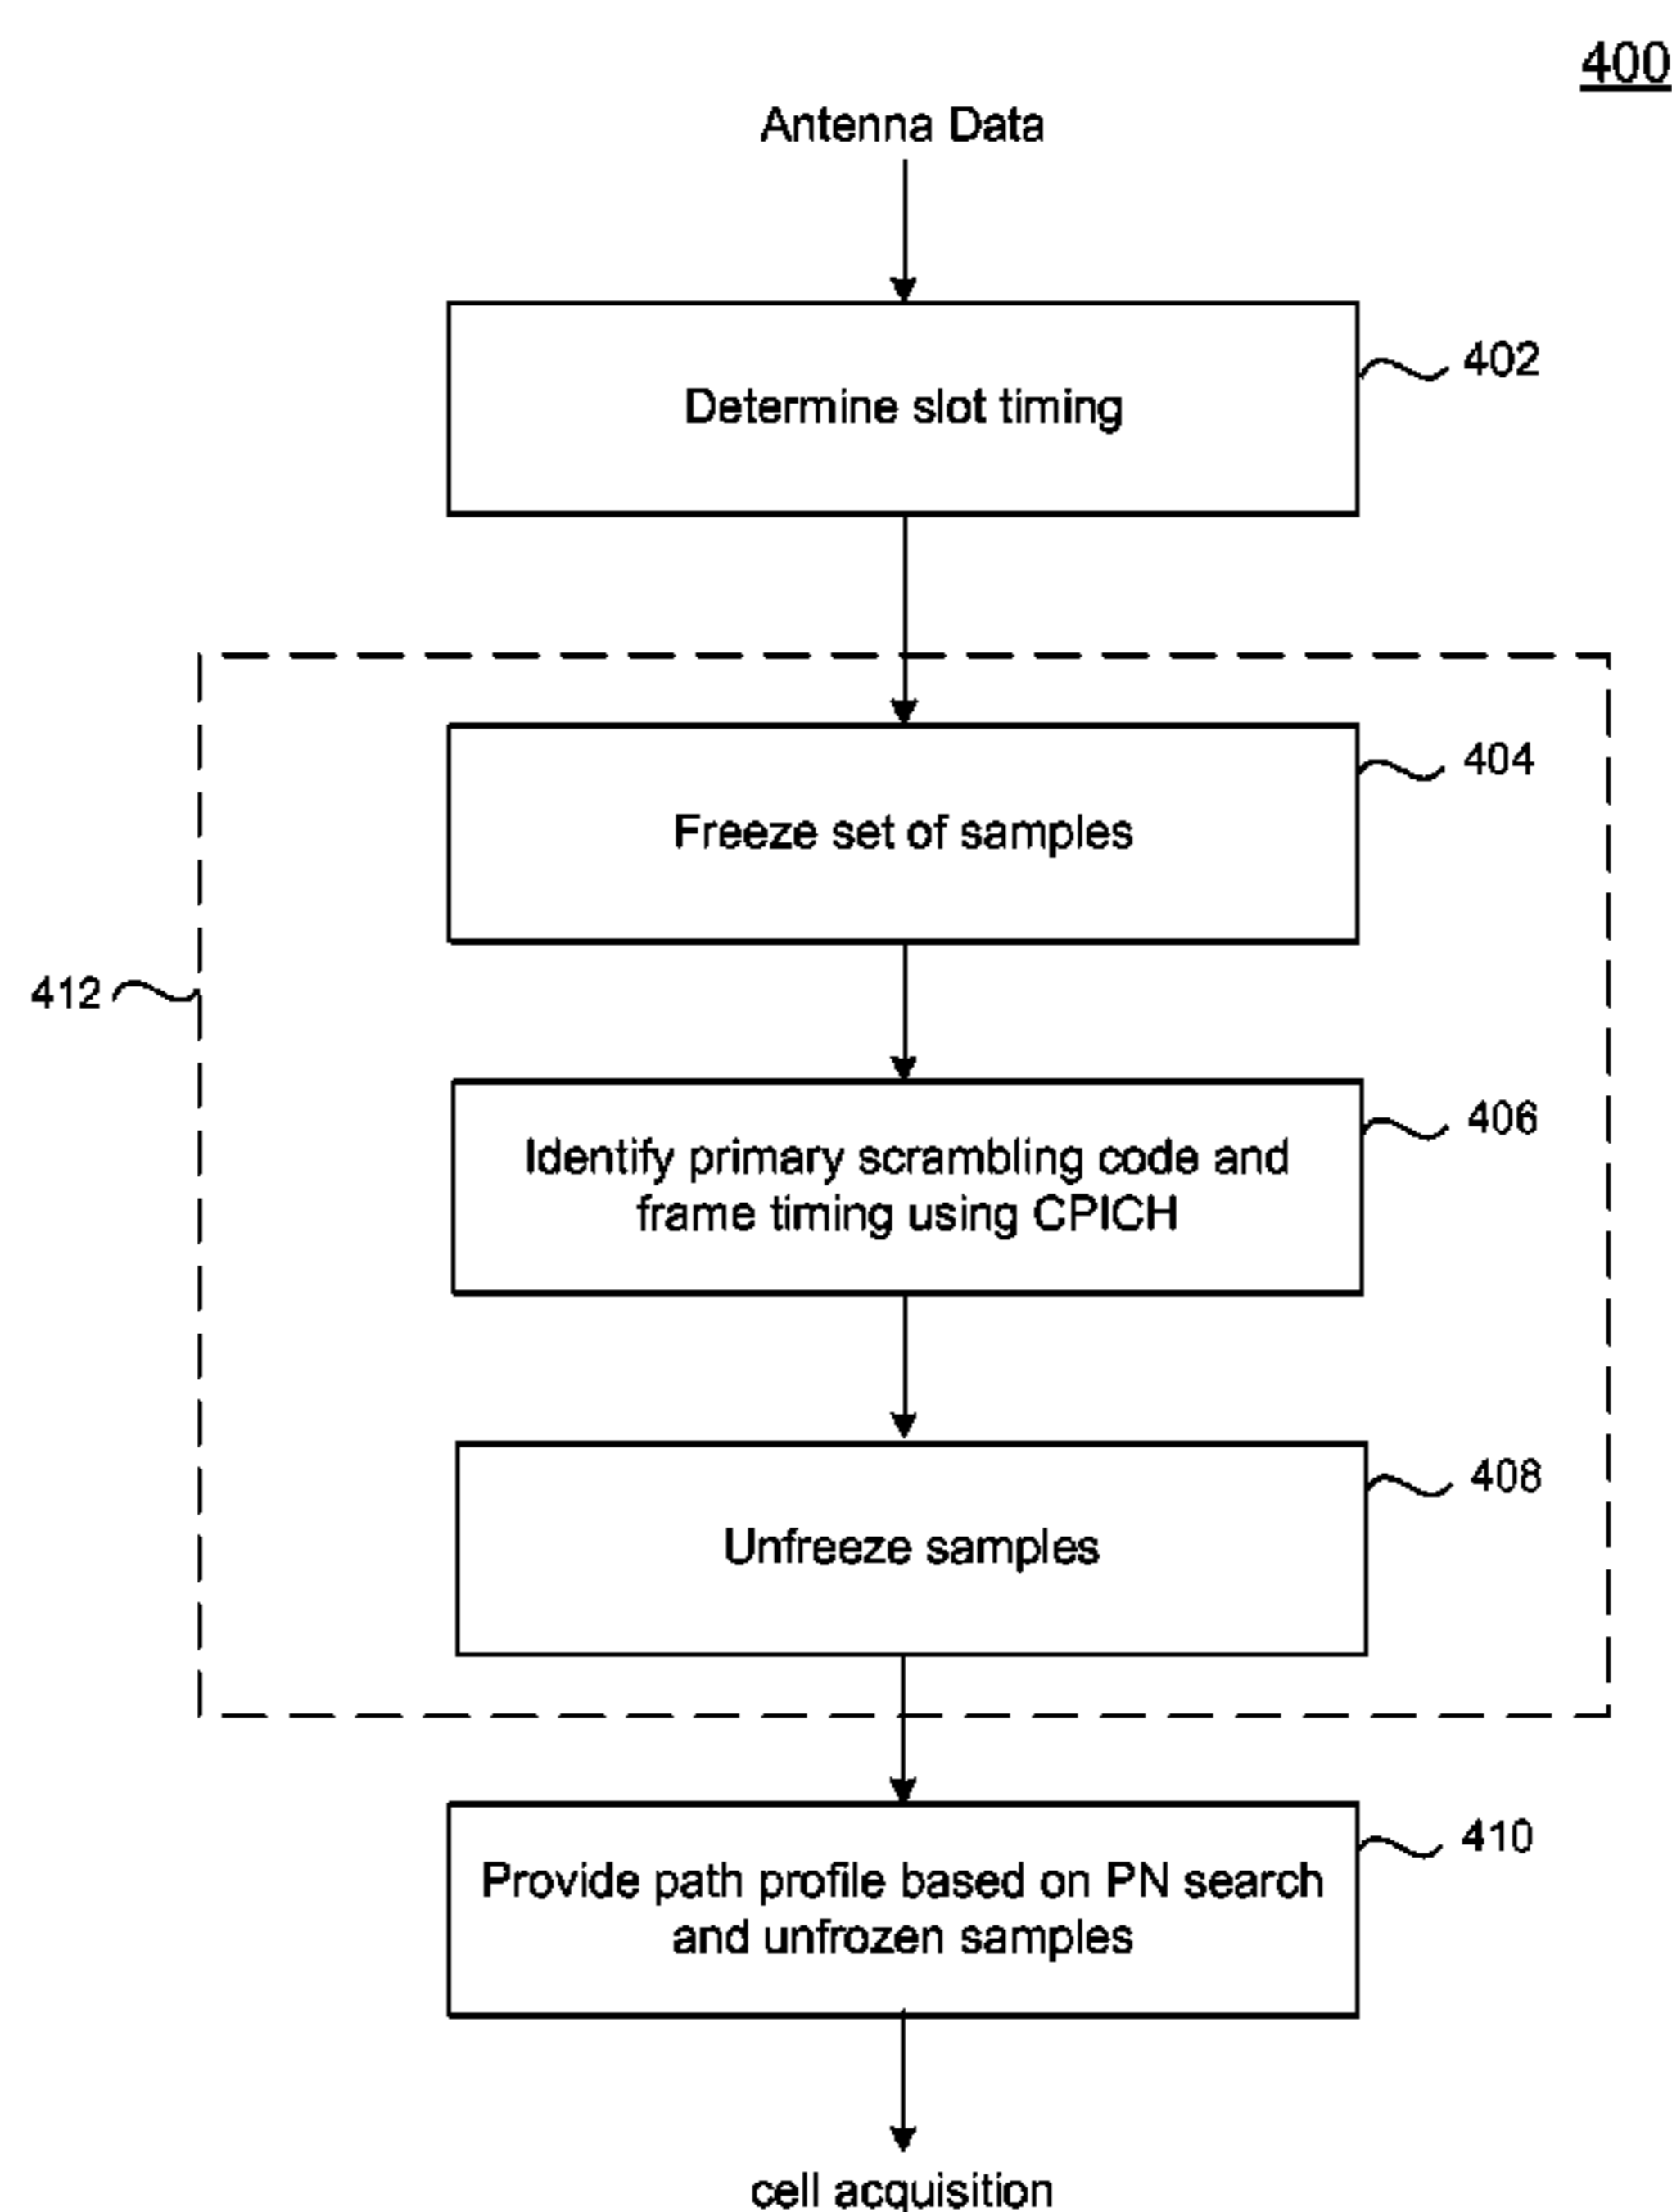 400
Antenna Data
402
Determine slot timing
404
Freeze set of samples
412
406
Identify primary scrambling code and
frame timing using CPICH
408
Unfreeze samples
410
Provide path profile based on PN search
and unfrozen samples
cell acquisition